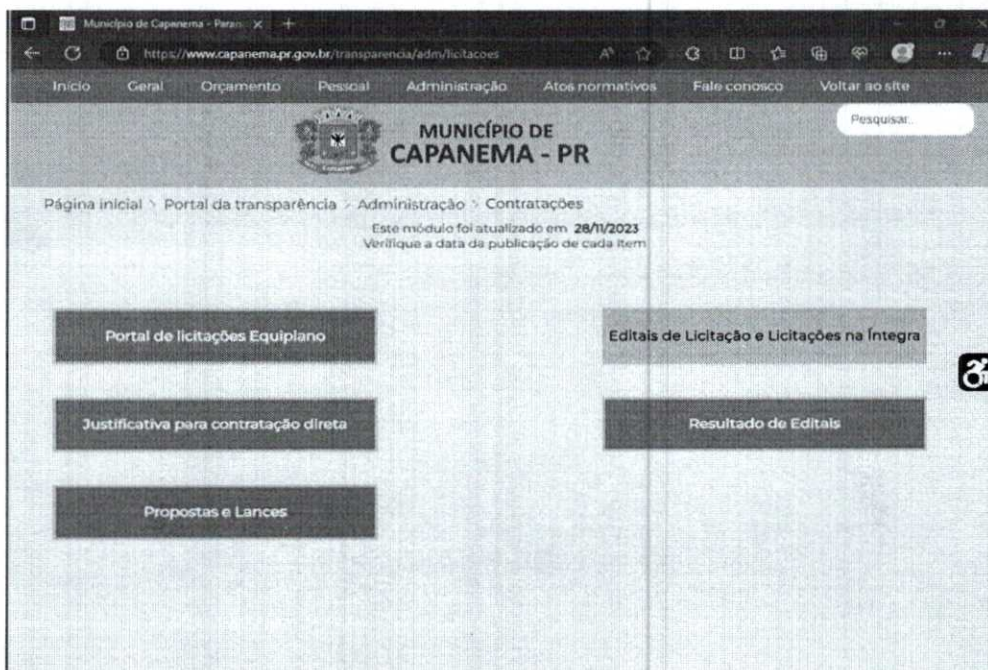 Município de Capanema - Paran
https://www.capanema.pr.gov.br/transparencia/adm/licitacoes
Início Geral Orçamento Pessoal Administração Atos normativos Fale conosco Voltar ao site
Pesquisar..
MUNICÍPIO DE
CAPANEMA - PR
Página inicial > Portal da transparência > Administração > Contratações
Este módulo foi atualizado em 28/11/2023
Verifique a data da publicação de cada item
Portal de licitações Equiplano
Editais de Licitação e Licitações na Íntegra
Justificativa para contratação direta
Resultado de Editais
Propostas e Lances